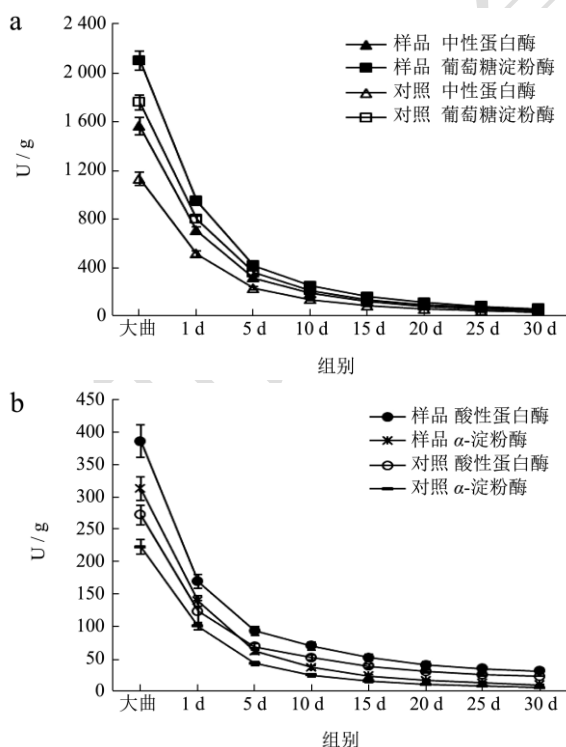 a
2 400
2 000
1 600
1 200
800
400
0
U / g
样品 中性蛋白酶
样品 葡萄糖淀粉酶
对照 中性蛋白酶
对照 葡萄糖淀粉酶
大曲 1 d 5 d 10 d 15 d 20 d 25 d 30 d
组别
b
450
400
350
300
250
200
150
100
50
0
U / g
样品 酸性蛋白酶
样品 α-淀粉酶
对照 酸性蛋白酶
对照 α-淀粉酶
大曲 1 d 5 d 10 d 15 d 20 d 25 d 30 d
组别